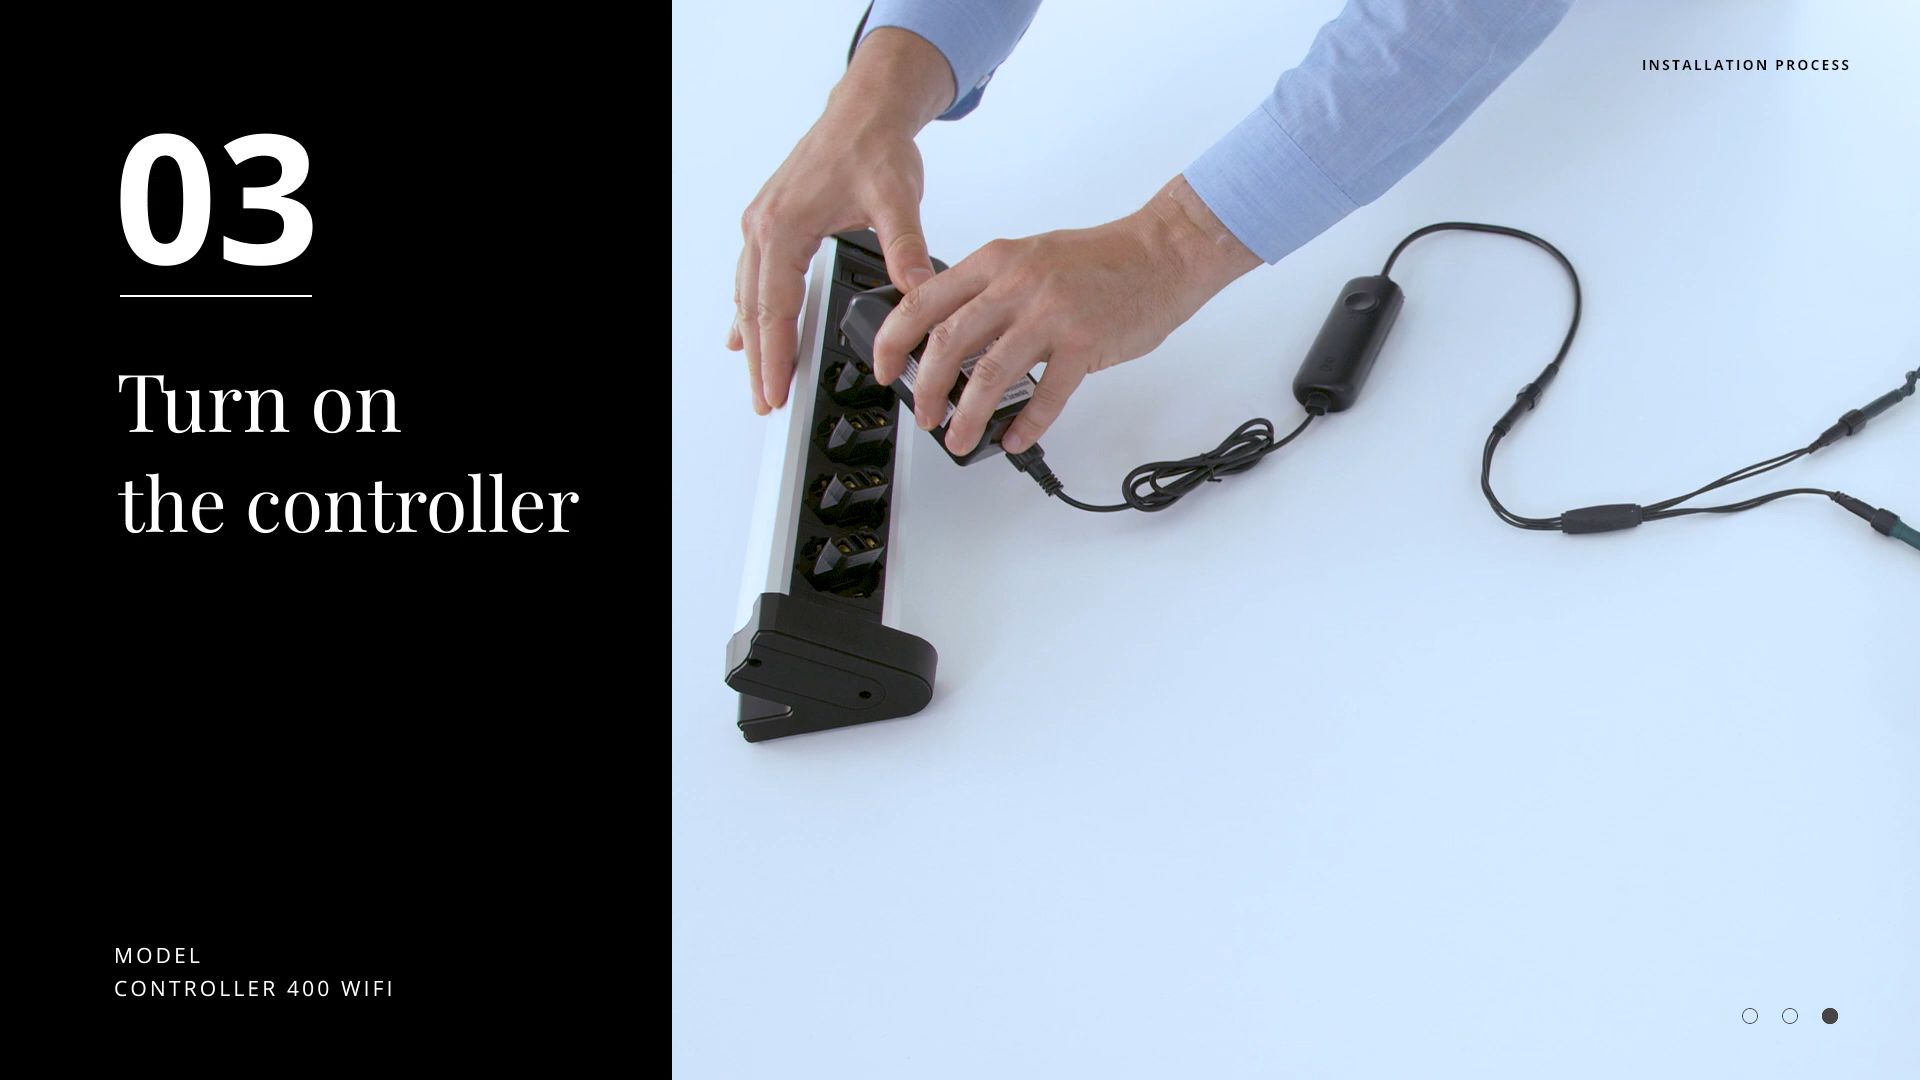 INSTALLATION PROCESS
03
Turn on
the controller
MODEL
CONTROLLER 400 WIFI